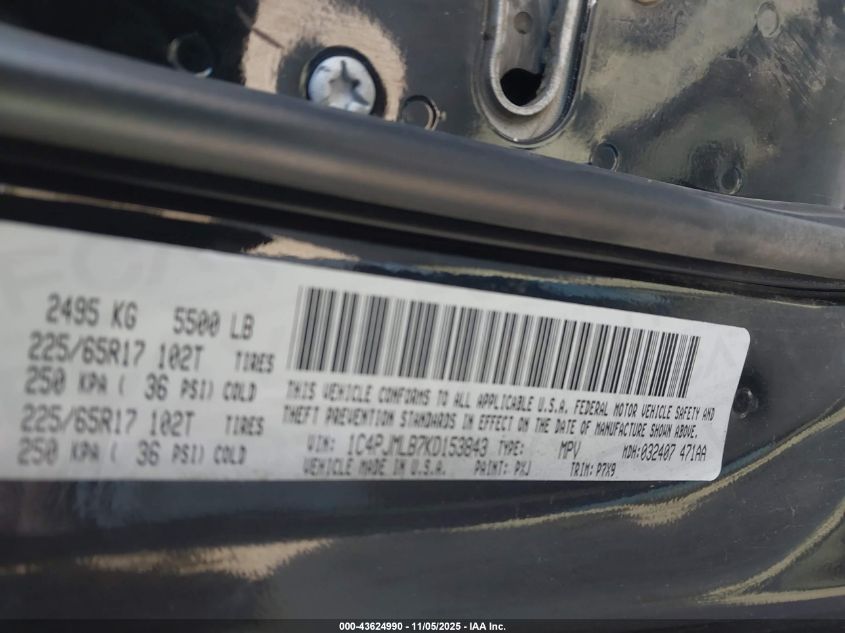 2495 KG 5500 LB
225/65R17 102T TIRES
250 KPA ( 36 PSI) COLD
225/65R17 102T TIRES
250 KPA ( 36 PSI) COLD
THIS VEHICLE CONFORMS TO ALL APPLICABLE U.S.A. FEDERAL MOTOR VEHICLE SAFETY AND
THEFT PREVENTION STANDARDS IN EFFECT ON THE DATE OF MANUFACTURE SHOWN ABOVE.
VIN: 1C4PJMLB7KD153843 TYPE: MPV MDH:032407 471AA
VEHICLE MADE IN U.S.A. PAINT: PXJ TRIM: P7X9
000-43624990 - 11/05/2025 - IAA Inc.